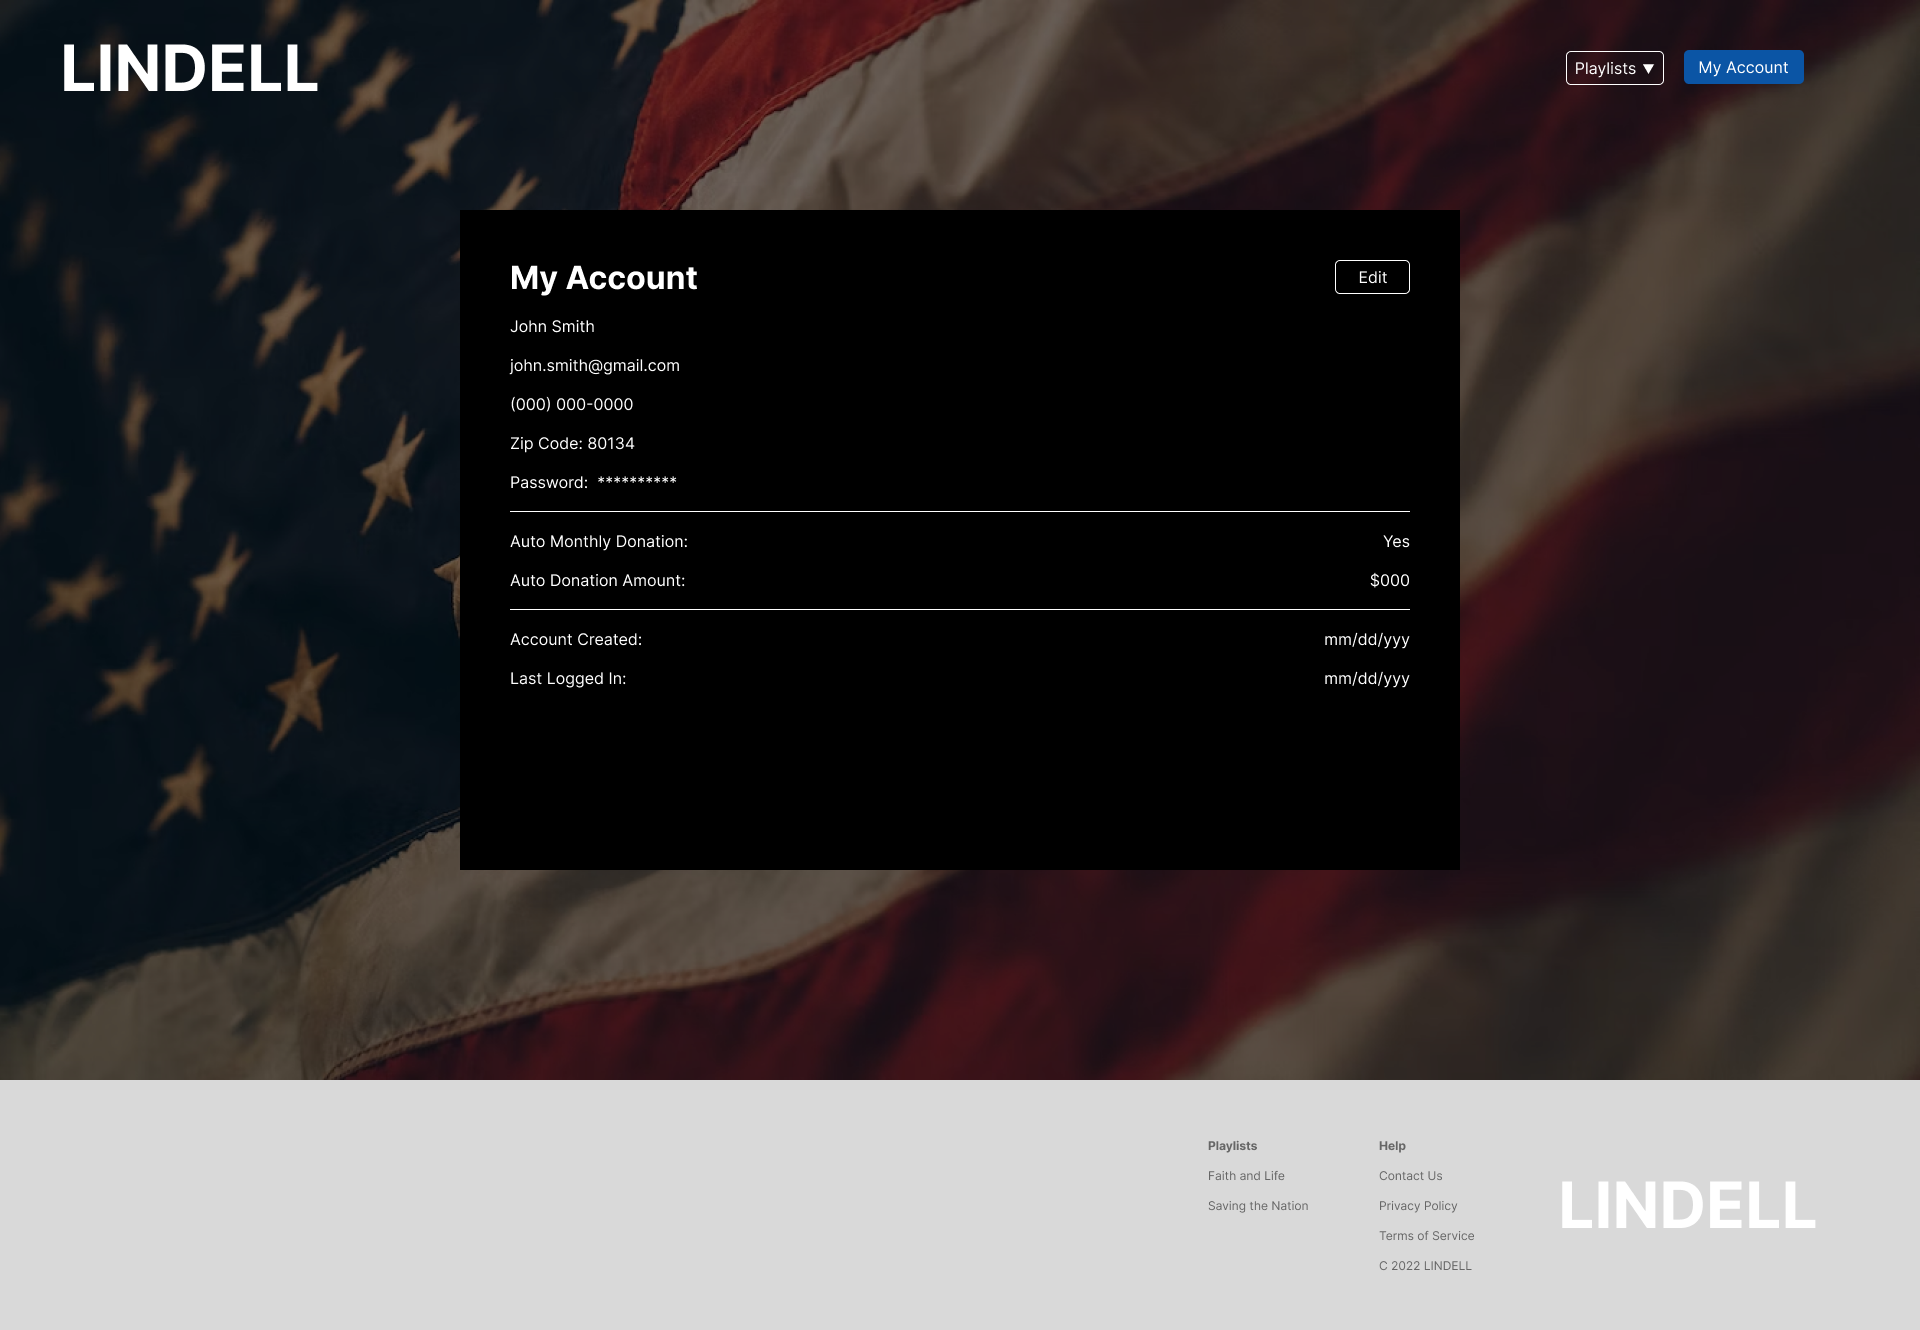 LINDELL
Playlists ▼
My Account
My Account
Edit
John Smith
john.smith@gmail.com
(000) 000-0000
Zip Code: 80134
Password: **********
Auto Monthly Donation: Yes
Auto Donation Amount: $000
Account Created: mm/dd/yyy
Last Logged In: mm/dd/yyy
Playlists
Faith and Life
Saving the Nation
Help
Contact Us
Privacy Policy
Terms of Service
C 2022 LINDELL
LINDELL